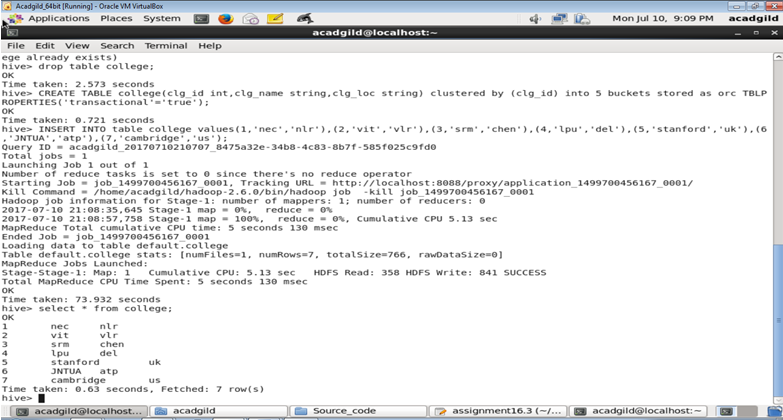 Acadgild_64bit [Running] - Oracle VM VirtualBox
Applications Places System Mon Jul 10, 9:09 PM acadgild
acadgild@localhost:~
File Edit View Search Terminal Help
ege already exists)
hive> drop table college;
OK
Time taken: 2.573 seconds
hive> CREATE TABLE college(clg_id int,clg_name string,clg_loc string) clustered by (clg_id) into 5 buckets stored as orc TBLP
ROPERTIES('transactional'='true');
OK
Time taken: 0.721 seconds
hive> INSERT INTO table college values(1,'nec','nlr'),(2,'vit','vlr'),(3,'srm','chen'),(4,'lpu','del'),(5,'stanford','uk'),(6
,'JNTUA','atp'),(7,'cambridge','us');
Query ID = acadgild_20170710210707_8475a32e-34b8-4c83-8b7f-585f025c9fd0
Total jobs = 1
Launching Job 1 out of 1
Number of reduce tasks is set to 0 since there's no reduce operator
Starting Job = job_1499700456167_0001, Tracking URL = http://localhost:8088/proxy/application_1499700456167_0001/
Kill Command = /home/acadgild/hadoop-2.6.0/bin/hadoop job  -kill job_1499700456167_0001
Hadoop job information for Stage-1: number of mappers: 1; number of reducers: 0
2017-07-10 21:08:35,645 Stage-1 map = 0%,  reduce = 0%
2017-07-10 21:08:57,758 Stage-1 map = 100%,  reduce = 0%, Cumulative CPU 5.13 sec
MapReduce Total cumulative CPU time: 5 seconds 130 msec
Ended Job = job_1499700456167_0001
Loading data to table default.college
Table default.college stats: [numFiles=1, numRows=7, totalSize=766, rawDataSize=0]
MapReduce Jobs Launched:
Stage-Stage-1: Map: 1   Cumulative CPU: 5.13 sec   HDFS Read: 358 HDFS Write: 841 SUCCESS
Total MapReduce CPU Time Spent: 5 seconds 130 msec
OK
Time taken: 73.932 seconds
hive> select * from college;
OK
1 nec nlr
2 vit vlr
3 srm chen
4 lpu del
5 stanford uk
6 JNTUA atp
7 cambridge us
Time taken: 0.63 seconds, Fetched: 7 row(s)
hive>
acadgild@localhost:... acadgild Source_code assignment16.3 (~/... acadgild@localhost:~